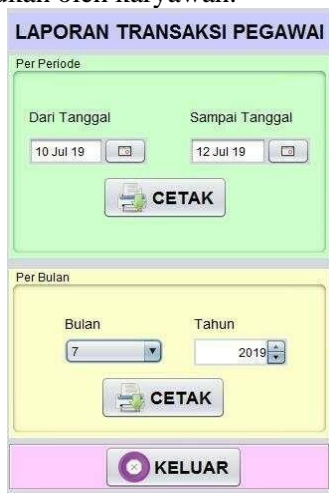 LAPORAN TRANSAKSI PEGAWAI
Per Periode
Dari Tanggal Sampai Tanggal
10 Jul 19 12 Jul 19
CETAK
Per Bulan
Bulan Tahun
7 2019
CETAK
KELUAR